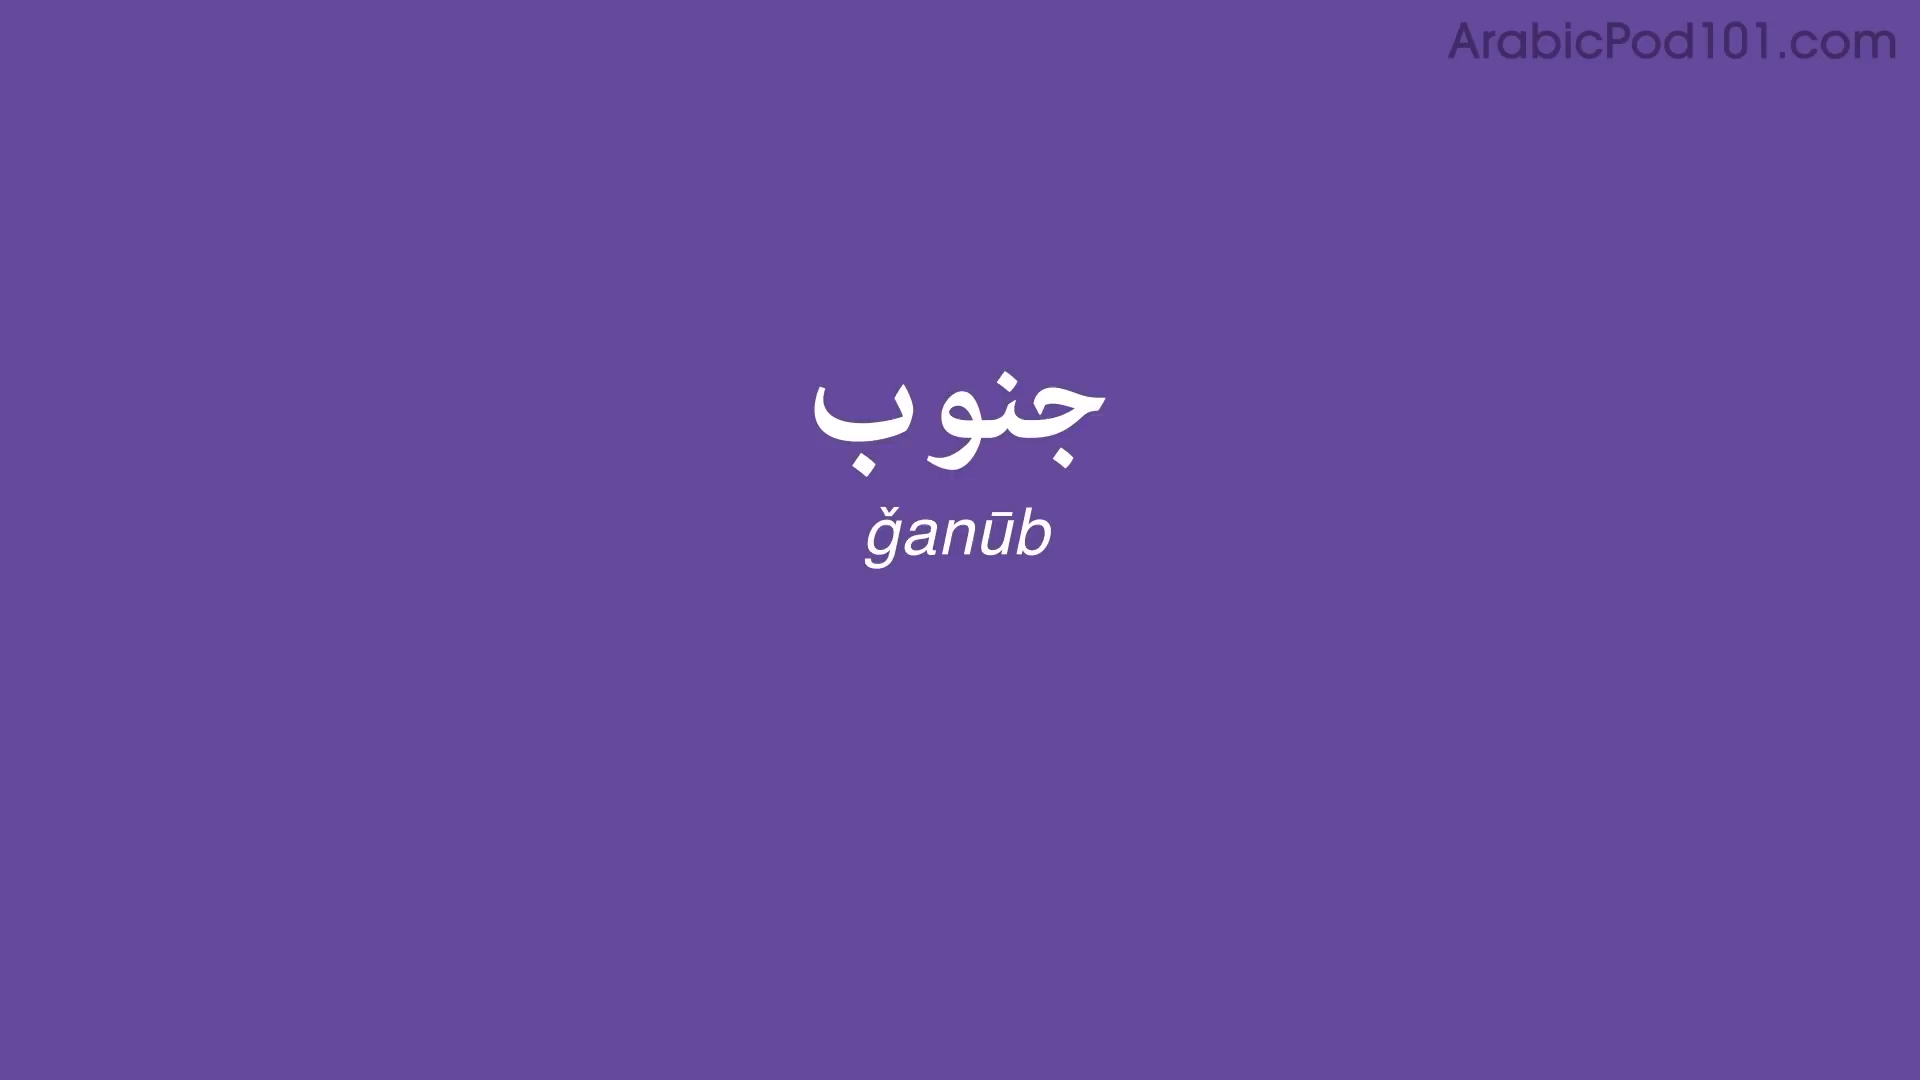 ArabicPod101.com
جنوب
ğanūb